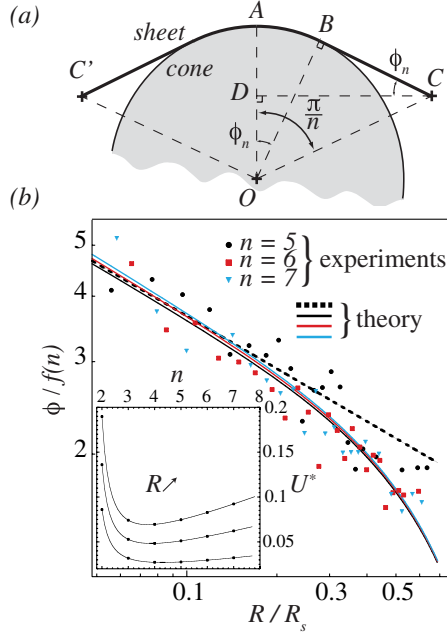 (a)
A
B
sheet
cone
C'
C
ϕn
D
π/n
ϕn
O
(b)
5
4
3
2
ϕ / f(n)
n = 5
n = 6
n = 7
} experiments
} theory
n
2 3 4 5 6 7 8
0.2
0.15
0.1
0.05
R↗
U*
0.1 0.3 0.5
R / Rs